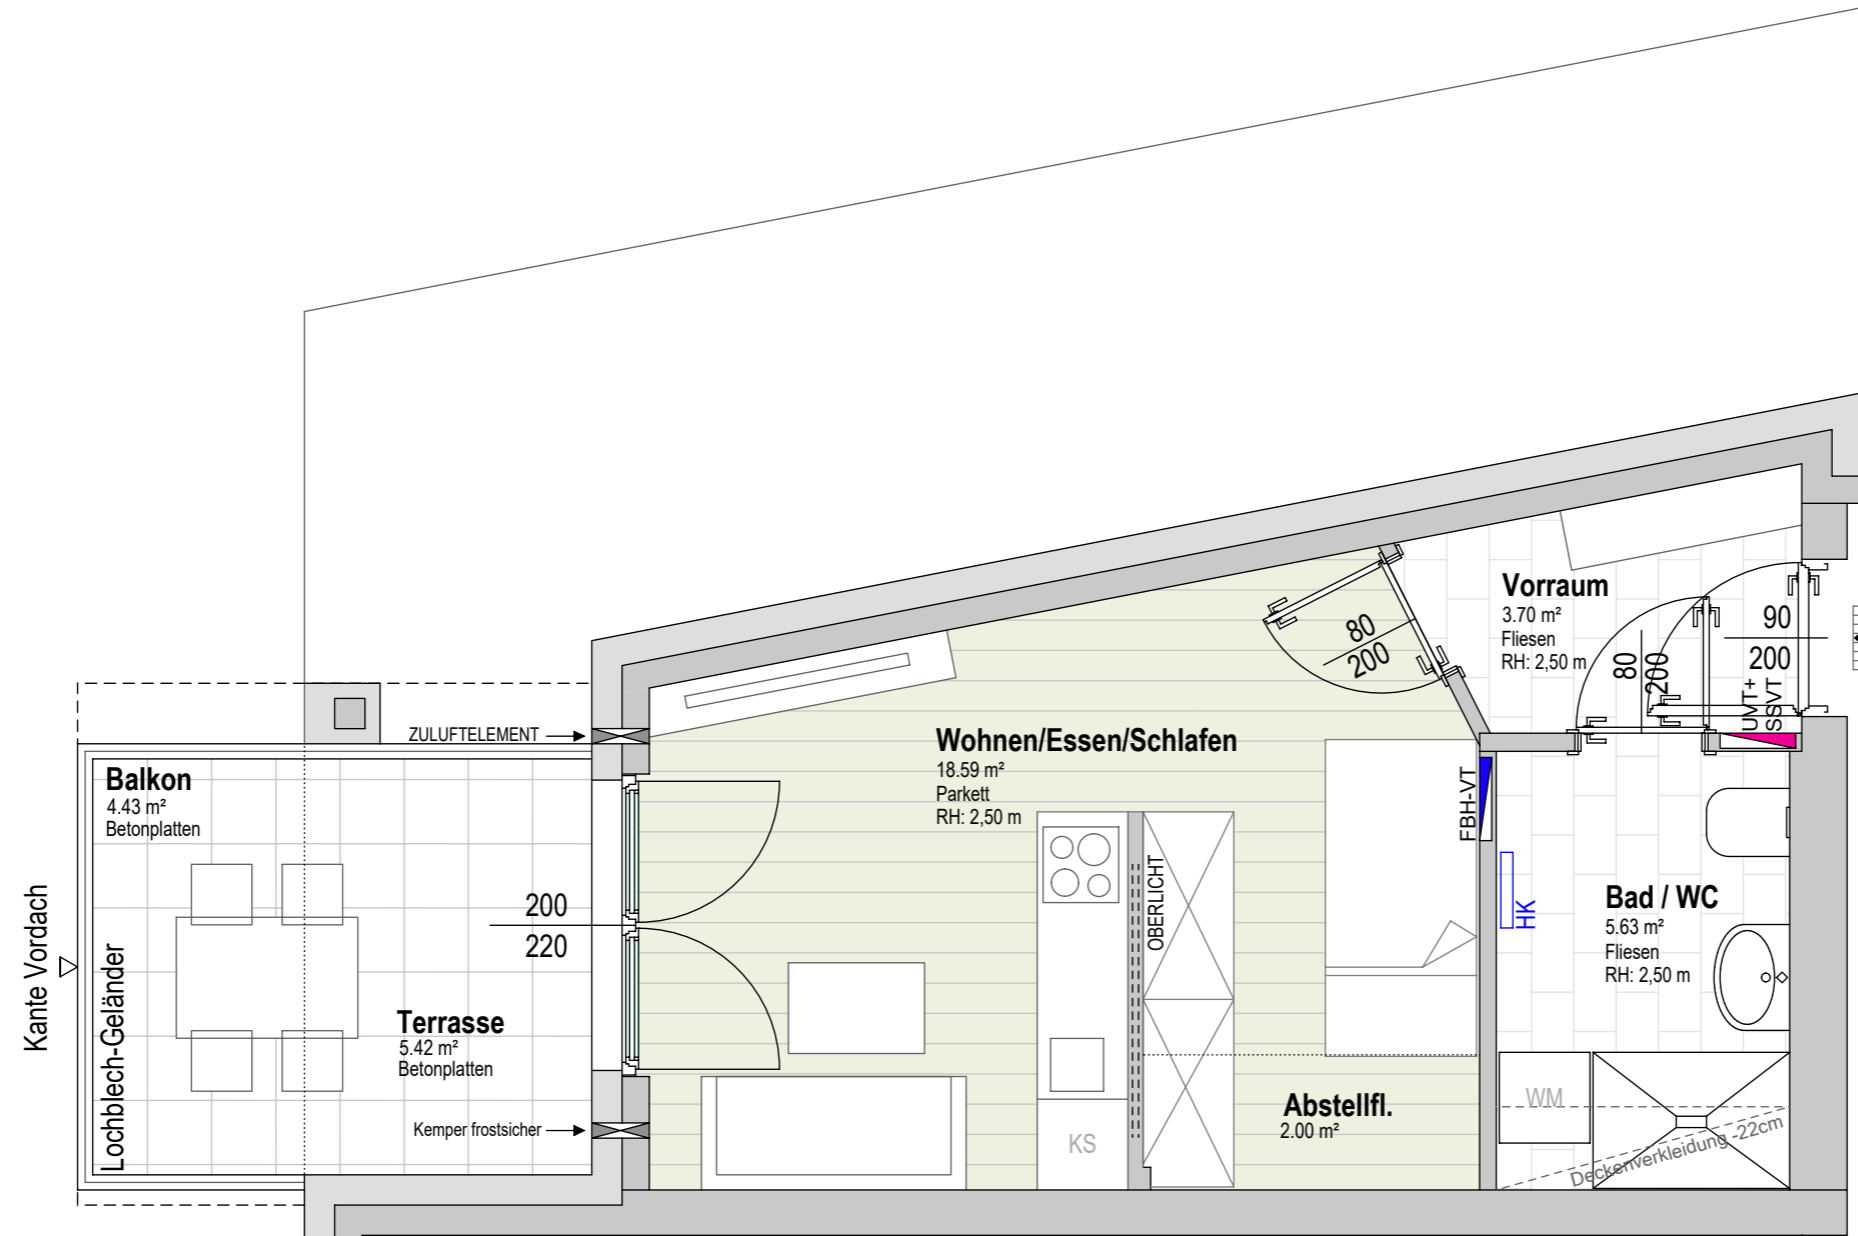 Vorraum
3.70 m²
Fliesen
RH: 2,50 m
90
200
80
200
80
200
UVT+
SSVT
ZULUFTELEMENT
Wohnen/Essen/Schlafen
18.59 m²
Parkett
RH: 2,50 m
Balkon
4.43 m²
Betonplatten
FBH-VT
OBERLICHT
HK
Bad / WC
5.63 m²
Fliesen
RH: 2,50 m
200
220
Kante Vordach
Lochblech-Geländer
Terrasse
5.42 m²
Betonplatten
Kemper frostsicher
KS
Abstellfl.
2.00 m²
WM
Deckenverkleidung -22cm